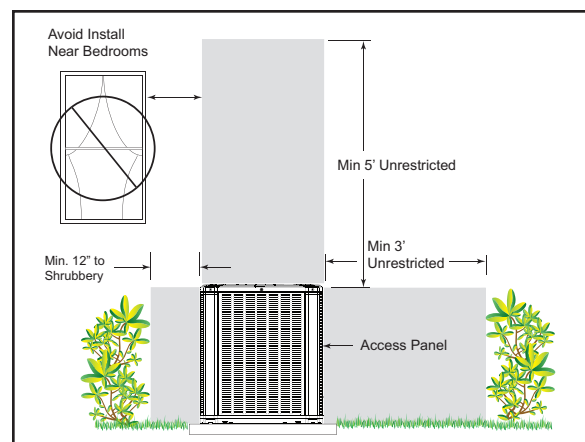 Avoid Install
Near Bedrooms
Min 5’ Unrestricted
Min 3’
Unrestricted
Min. 12” to
Shrubbery
Access Panel